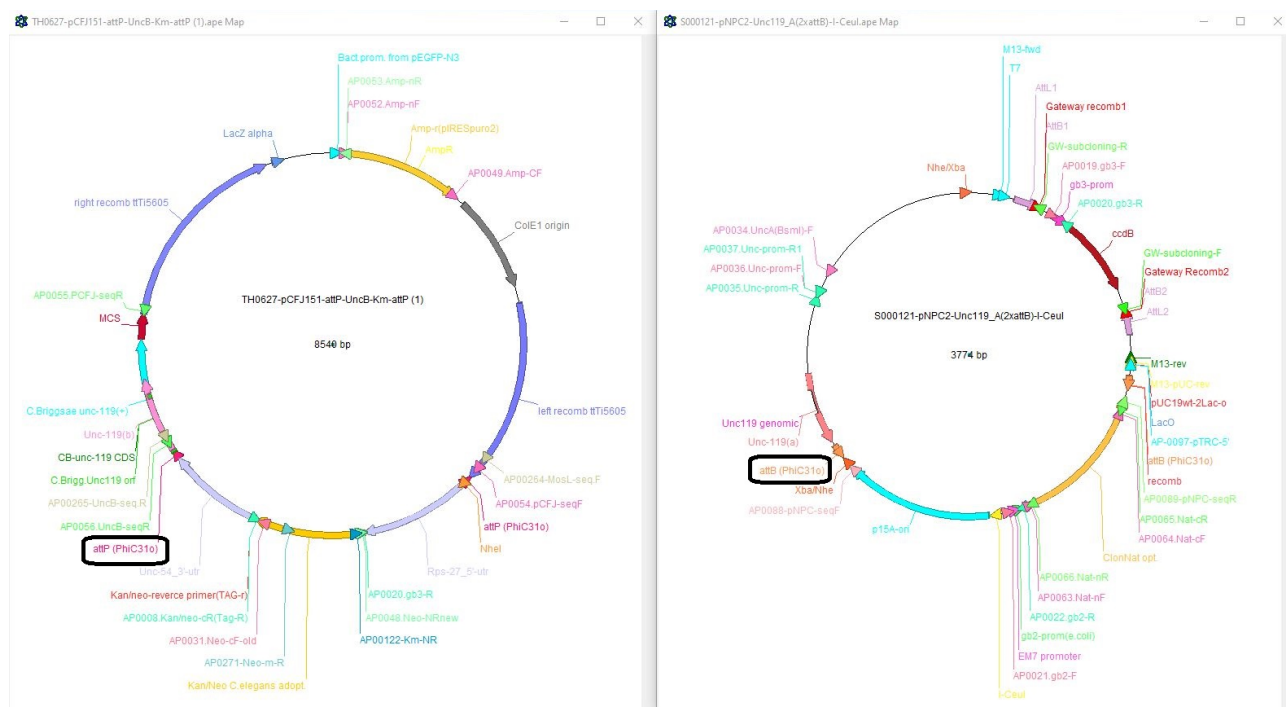 TH0627-pCFJ151-attP-UncB-Km-attP (1).ape Map
Bact prom. from pEGFP-N3
AP0053.Amp-nR
AP0052.Amp-nF
Amp-r(pIRESpuro2)
AmpR
LacZ alpha
AP0049.Amp-CF
right recomb ttTi5605
ColE1 origin
TH0627-pCFJ151-attP-UncB-Km-attP (1)
AP0055.PCFJ-seqR
MCS
8540 bp
C.Briggsae unc-119(+)
left recomb ttTi5605
Unc-119(b)
CB-unc-119 CDS
C.Brigg.Unc119 orf
AP00264-MosL-seq.F
AP00265-UncB-seq.R
AP0054.pCFJ-seqF
AP0056.UncB-seqR
attP (PhiC31o)
attP (PhiC31o)
NheI
Unc-54_3'-utr
Rps-27_5'-utr
Kan/neo-reverce primer(TAG-r)
AP0020.gb3-R
AP0008.Kan/neo-cR(Tag-R)
AP0048.Neo-NRnew
AP0031.Neo-cF-old
AP00122-Km-NR
AP0271-Neo-m-R
Kan/Neo C.elegans adopt.
S000121-pNPC2-Unc119_A(2xattB)-I-CeuI.ape Map
M13-fwd
T7
AttL1
Gateway recomb1
AttB1
GW-subcloning-R
Nhe/Xba
AP0019.gb3-F
gb3-prom
AP0020.gb3-R
AP0034.UncA(BsmI)-F
ccdB
AP0037.Unc-prom-R1
GW-subcloning-F
AP0036.Unc-prom-F
Gateway Recomb2
AP0035.Unc-prom-R
AttB2
AttL2
S000121-pNPC2-Unc119_A(2xattB)-I-CeuI
3774 bp
M13-rev
M13-pUC-rev
pUC19wt-2Lac-o
Unc119 genomic
LacO
Unc-119(a)
AP-0097-pTRC-5'
attB (PhiC31o)
attB (PhiC31o)
recomb
Xba/Nhe
AP0089-pNPC-seqR
AP0088-pNPC-seqF
AP0065.Nat-cR
p15A-ori
AP0064.Nat-cF
ClonNat opt.
AP0066.Nat-nR
AP0063.Nat-nF
AP0022.gb2-R
gb2-prom(e.coli)
EM7 promoter
AP0021.gb2-F
I-CeuI